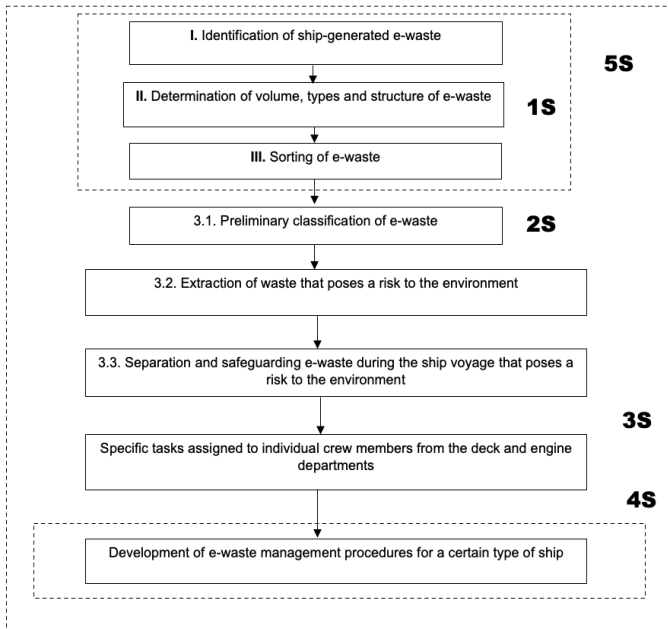 I. Identification of ship-generated e-waste
5S
II. Determination of volume, types and structure of e-waste
1S
III. Sorting of e-waste
3.1. Preliminary classification of e-waste
2S
3.2. Extraction of waste that poses a risk to the environment
3.3. Separation and safeguarding e-waste during the ship voyage that poses a
risk to the environment
3S
Specific tasks assigned to individual crew members from the deck and engine
departments
4S
Development of e-waste management procedures for a certain type of ship